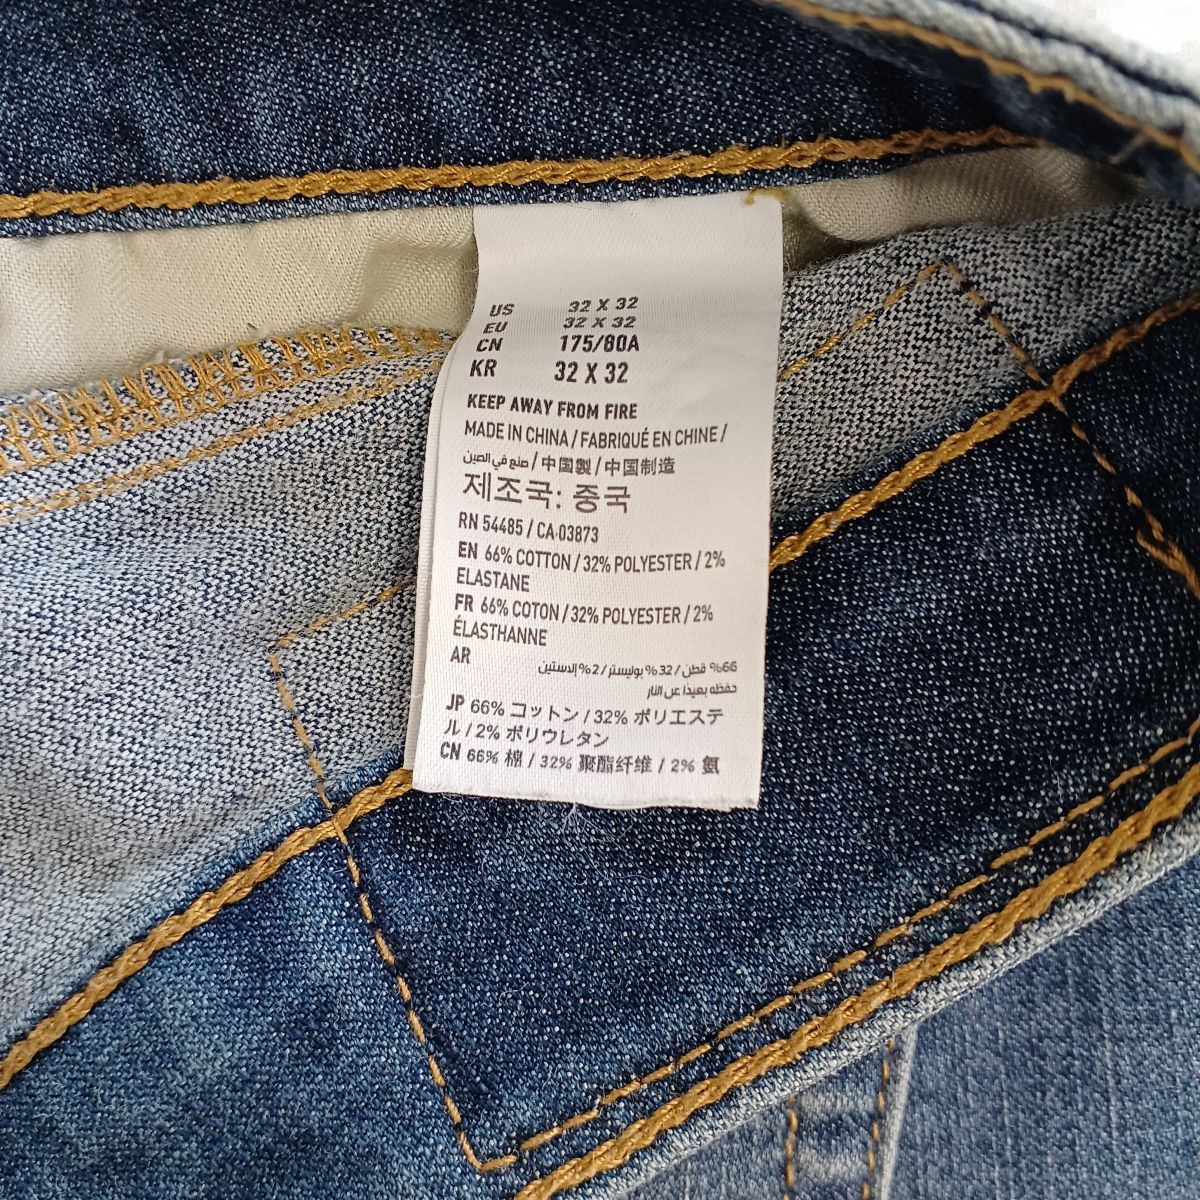 US 32 X 32
EU 32 X 32
CN 175/80A
KR 32 X 32
KEEP AWAY FROM FIRE
MADE IN CHINA / FABRIQUÉ EN CHINE /
صنع في الصين / 中国製 / 中国制造
제조국: 중국
RN 54485 / CA 03873
EN 66% COTTON / 32% POLYESTER / 2%
ELASTANE
FR 66% COTON / 32% POLYESTER / 2%
ÉLASTHANNE
AR
66% قطن / 32% بوليستر / 2% إلاستين
حفظه بعيدًا عن النار
JP 66% コットン / 32% ポリエステ
ル / 2% ポリウレタン
CN 66% 棉 / 32% 聚酯纤维 / 2% 氨